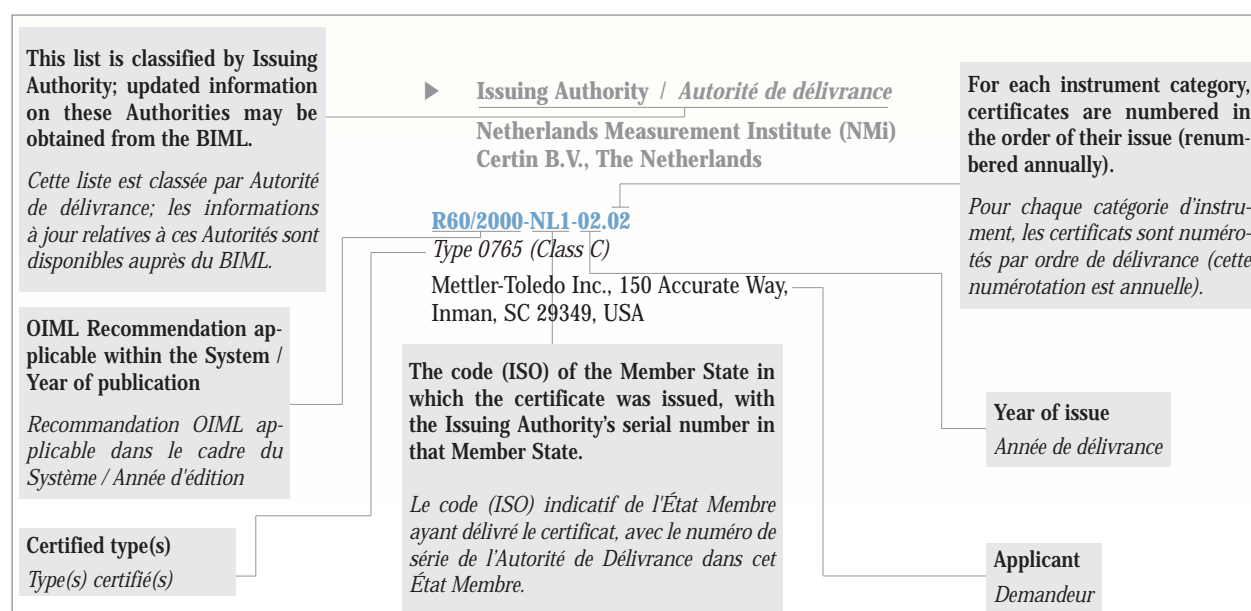 This list is classified by Issuing
Authority; updated information
on these Authorities may be
obtained from the BIML.
Cette liste est classée par Autorité
de délivrance; les informations
à jour relatives à ces Autorités sont
disponibles auprès du BIML.
OIML Recommendation ap-
plicable within the System /
Year of publication
Recommandation OIML ap-
plicable dans le cadre du
Système / Année d'édition
Certified type(s)
Type(s) certifié(s)
▶ Issuing Authority / Autorité de délivrance
Netherlands Measurement Institute (NMi)
Certin B.V., The Netherlands
R60/2000-NL1-02.02
Type 0765 (Class C)
Mettler-Toledo Inc., 150 Accurate Way,
Inman, SC 29349, USA
The code (ISO) of the Member State in
which the certificate was issued, with
the Issuing Authority's serial number in
that Member State.
Le code (ISO) indicatif de l'État Membre
ayant délivré le certificat, avec le numéro de
série de l'Autorité de Délivrance dans cet
État Membre.
For each instrument category,
certificates are numbered in
the order of their issue (renum-
bered annually).
Pour chaque catégorie d'instru-
ment, les certificats sont numéro-
tés par ordre de délivrance (cette
numérotation est annuelle).
Year of issue
Année de délivrance
Applicant
Demandeur